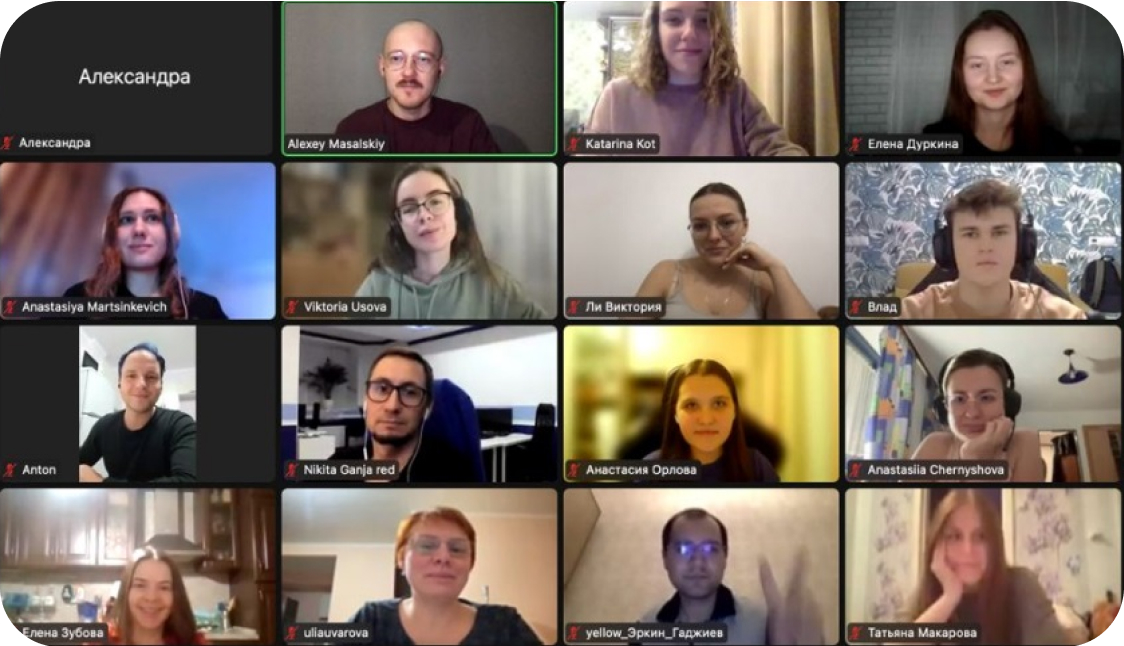 Александра
Александра
Alexey Masalskiy
Katarina Kot
Елена Дуркина
Anastasiya Martsinkevich
Viktoria Usova
Ли Виктория
Влад
Anton
Nikita Ganja red
Анастасия Орлова
Anastasiia Chernyshova
Елена Зубова
uliauvarova
yellow_Эркин_Гаджиев
Татьяна Макарова